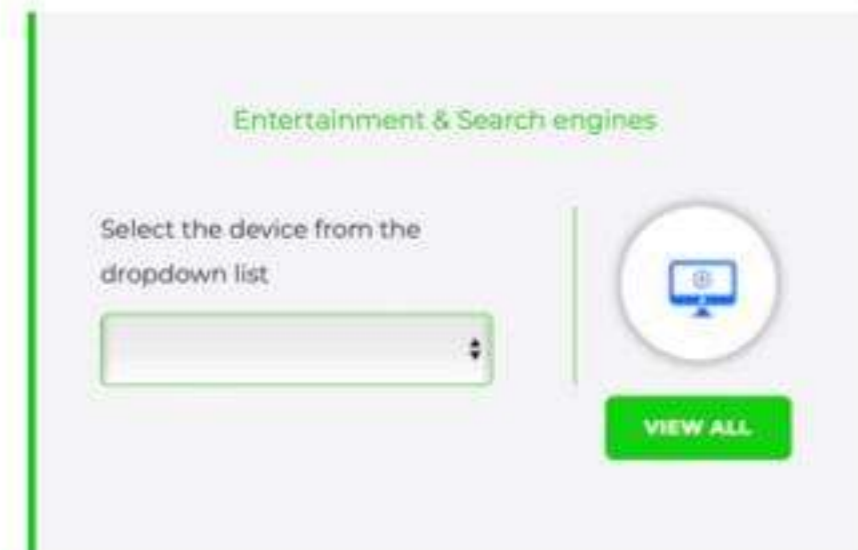 Entertainment & Search engines
Select the device from the
dropdown list
VIEW ALL